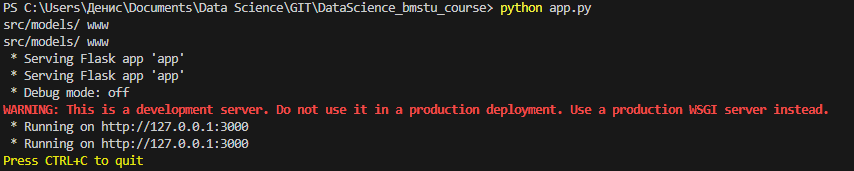 PS C:\Users\Денис\Documents\Data Science\GIT\DataScience_bmstu_course> python app.py
src/models/ www
src/models/ www
 * Serving Flask app 'app'
 * Serving Flask app 'app'
 * Debug mode: off
WARNING: This is a development server. Do not use it in a production deployment. Use a production WSGI server instead.
 * Running on http://127.0.0.1:3000
 * Running on http://127.0.0.1:3000
Press CTRL+C to quit